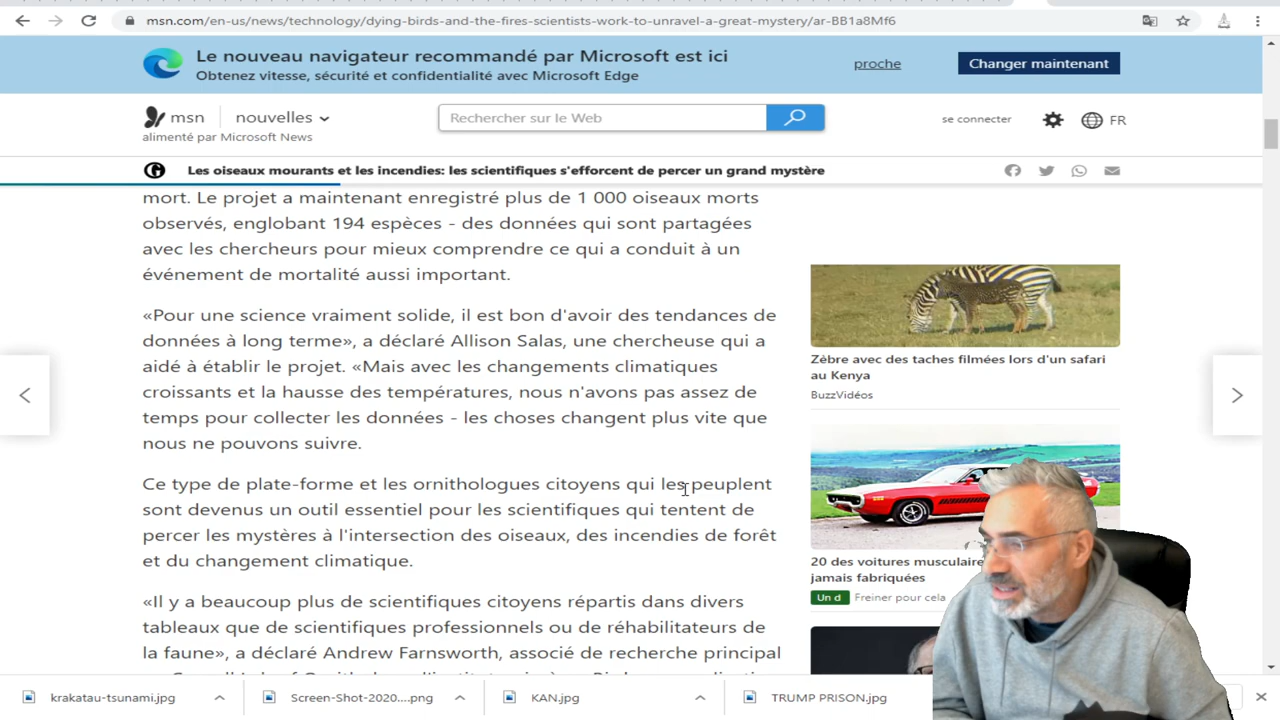 msn.com/en-us/news/technology/dying-birds-and-the-fires-scientists-work-to-unravel-a-great-mystery/ar-BB1a8Mf6
Le nouveau navigateur recommandé par Microsoft est ici
Obtenez vitesse, sécurité et confidentialité avec Microsoft Edge
proche
Changer maintenant
msn
nouvelles
alimenté par Microsoft News
Rechercher sur le Web
se connecter
FR
Les oiseaux mourants et les incendies: les scientifiques s'efforcent de percer un grand mystère
mort. Le projet a maintenant enregistré plus de 1 000 oiseaux morts
observés, englobant 194 espèces - des données qui sont partagées
avec les chercheurs pour mieux comprendre ce qui a conduit à un
événement de mortalité aussi important.
«Pour une science vraiment solide, il est bon d'avoir des tendances de
données à long terme», a déclaré Allison Salas, une chercheuse qui a
aidé à établir le projet. «Mais avec les changements climatiques
croissants et la hausse des températures, nous n'avons pas assez de
temps pour collecter les données - les choses changent plus vite que
nous ne pouvons suivre.
Ce type de plate-forme et les ornithologues citoyens qui les peuplent
sont devenus un outil essentiel pour les scientifiques qui tentent de
percer les mystères à l'intersection des oiseaux, des incendies de forêt
et du changement climatique.
«Il y a beaucoup plus de scientifiques citoyens répartis dans divers
tableaux que de scientifiques professionnels ou de réhabilitateurs de
la faune», a déclaré Andrew Farnsworth, associé de recherche principal
Zèbre avec des taches filmées lors d'un safari
au Kenya
BuzzVidéos
20 des voitures musculaire
jamais fabriquées
Un d
Freiner pour cela
krakatau-tsunami.jpg
Screen-Shot-2020....png
KAN.jpg
TRUMP PRISON.jpg